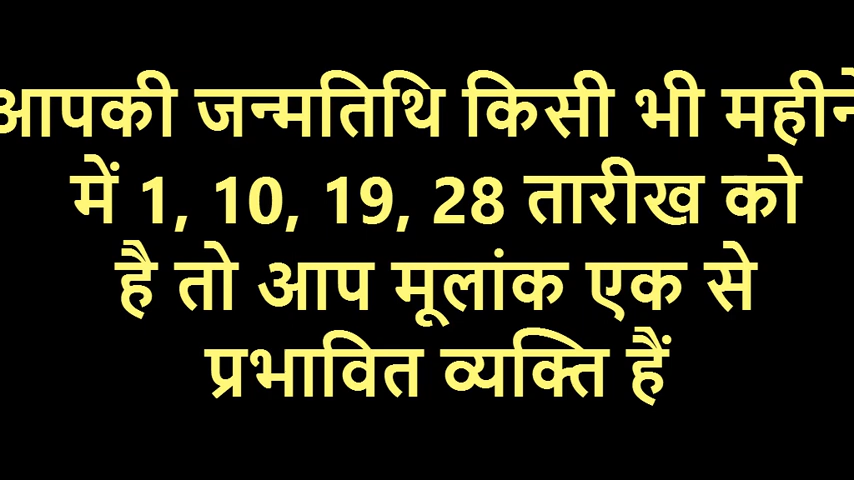 आपकी जन्मतिथि किसी भी महीने
में 1, 10, 19, 28 तारीख को
है तो आप मूलांक एक से
प्रभावित व्यक्ति हैं